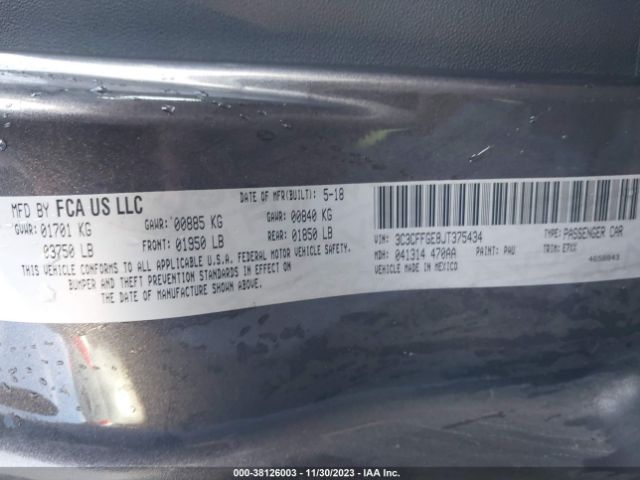 MFD BY FCA US LLC
DATE OF MFR(BUILT): 5-18
GVWR: 01701 KG
GAWR: 00885 KG
GAWR: 00840 KG
03750 LB
FRONT: 01950 LB
REAR: 01850 LB
THIS VEHICLE CONFORMS TO ALL APPLICABLE U.S.A. FEDERAL MOTOR VEHICLE SAFETY,
BUMPER AND THEFT PREVENTION STANDARDS IN EFFECT ON
THE DATE OF MANUFACTURE SHOWN ABOVE.
VIN: 3C3CFFGE8JT375434
TYPE: PASSENGER CAR
MDH: 041314 470AA
PAINT: PAU
TRIM: E7XX
VEHICLE MADE IN MEXICO
4658043
000-38126003 - 11/30/2023 - IAA Inc.